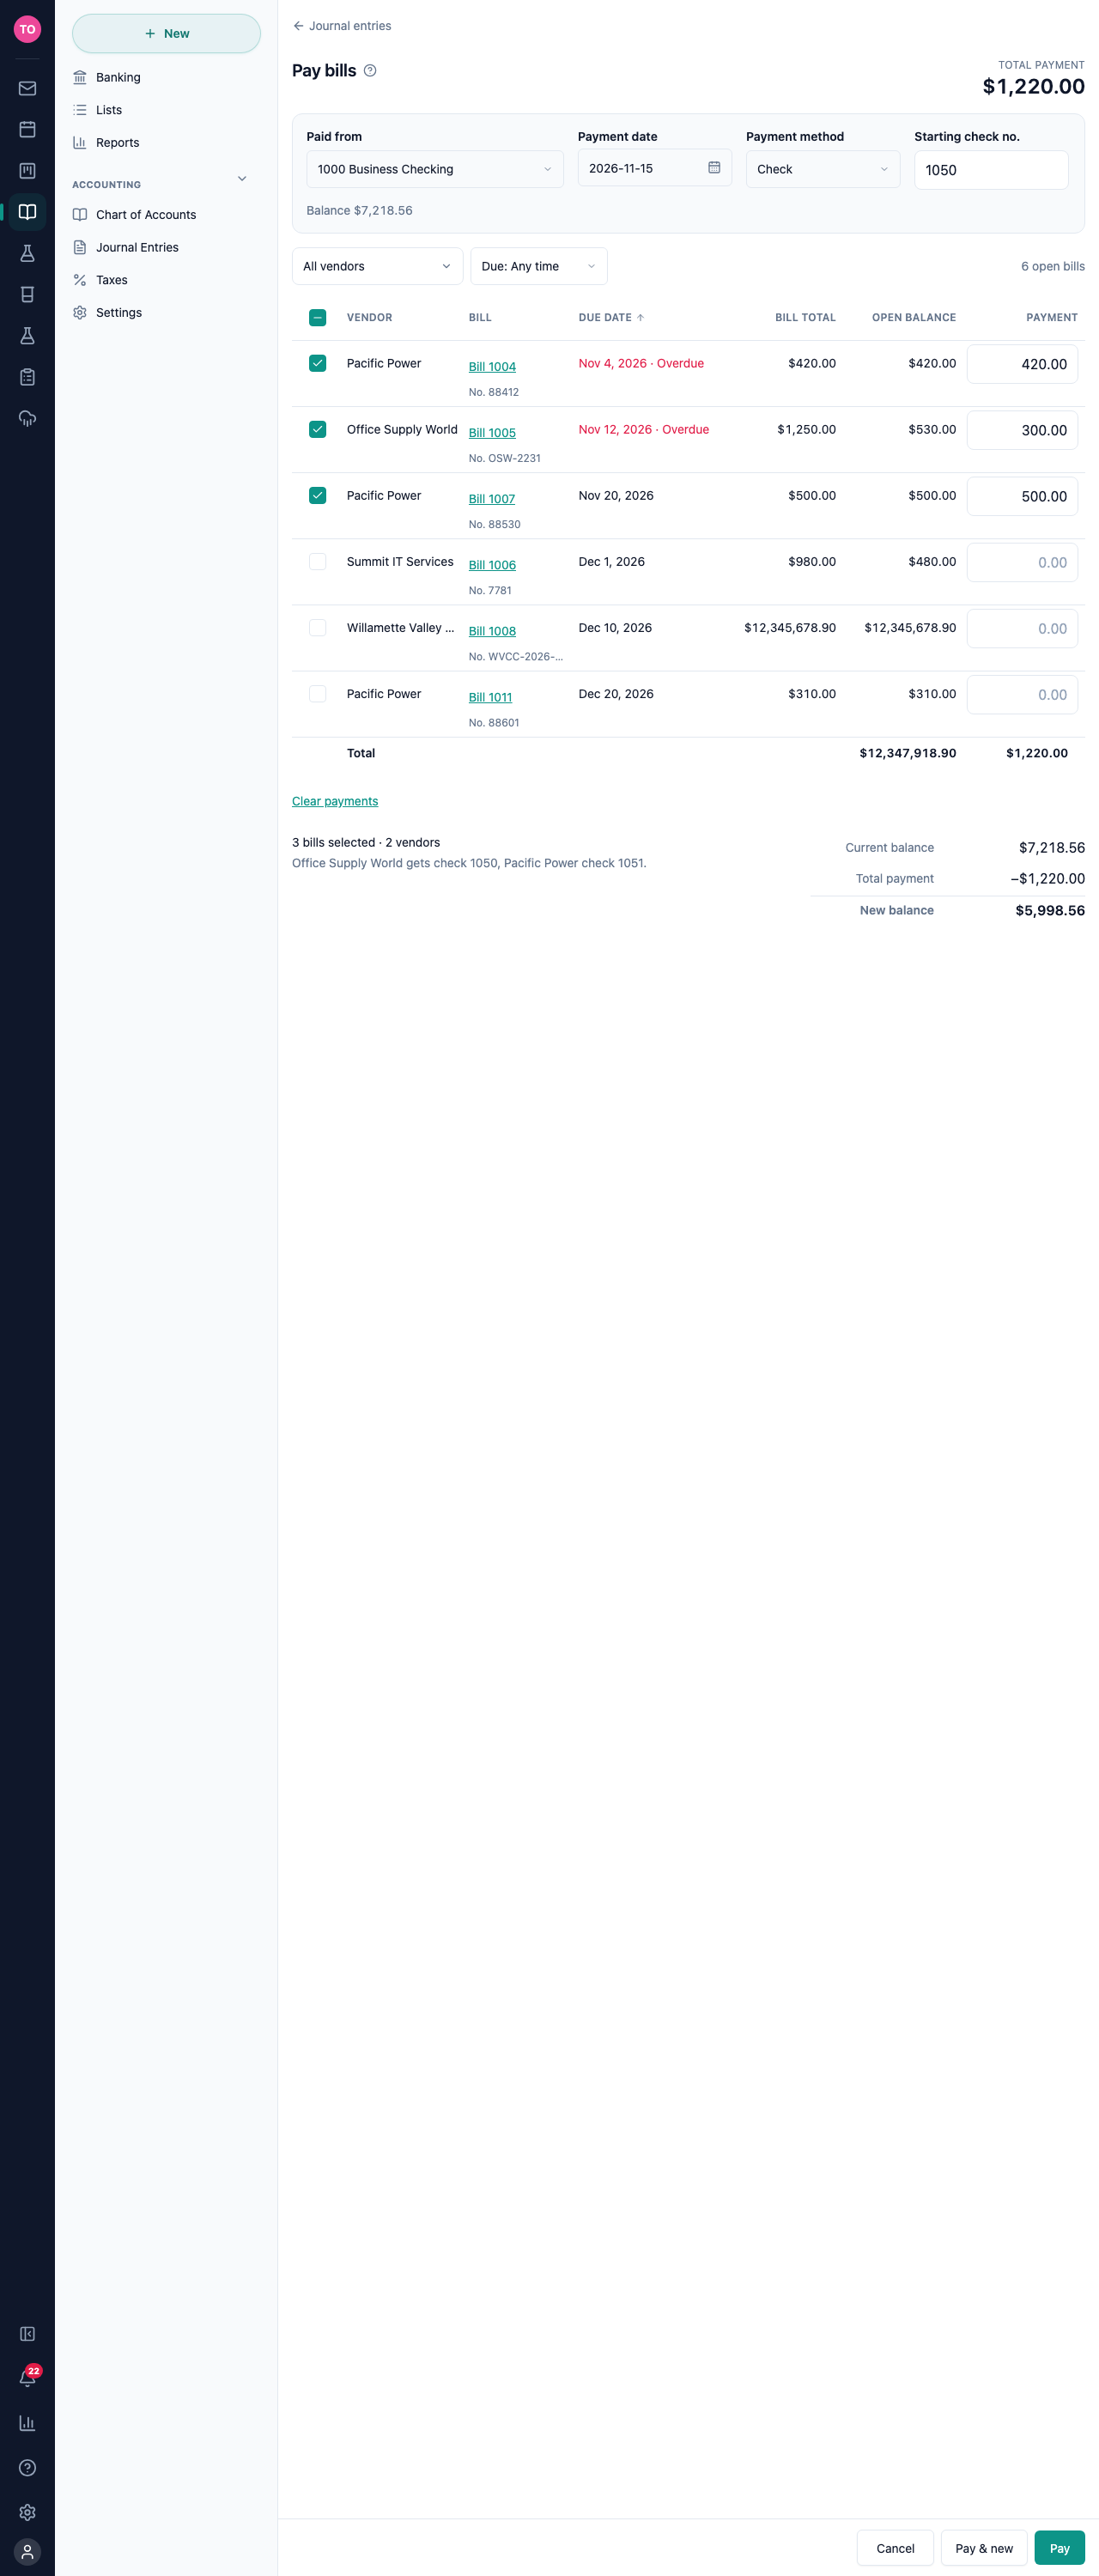 TO
New
Banking
Lists
Reports
ACCOUNTING
Chart of Accounts
Journal Entries
Taxes
Settings
22
Journal entries
Pay bills
TOTAL PAYMENT
$1,220.00
Paid from
Payment date
Payment method
Starting check no.
1000 Business Checking
2026-11-15
Check
1050
Balance $7,218.56
All vendors
Due: Any time
6 open bills
VENDOR BILL DUE DATE BILL TOTAL OPEN BALANCE PAYMENT
Pacific Power Bill 1004 Nov 4, 2026 · Overdue $420.00 $420.00 420.00
No. 88412
Office Supply World Bill 1005 Nov 12, 2026 · Overdue $1,250.00 $530.00 300.00
No. OSW-2231
Pacific Power Bill 1007 Nov 20, 2026 $500.00 $500.00 500.00
No. 88530
Summit IT Services Bill 1006 Dec 1, 2026 $980.00 $480.00 0.00
No. 7781
Willamette Valley ... Bill 1008 Dec 10, 2026 $12,345,678.90 $12,345,678.90 0.00
No. WVCC-2026-...
Pacific Power Bill 1011 Dec 20, 2026 $310.00 $310.00 0.00
No. 88601
Total $12,347,918.90 $1,220.00
Clear payments
3 bills selected · 2 vendors
Office Supply World gets check 1050, Pacific Power check 1051.
Current balance $7,218.56
Total payment –$1,220.00
New balance $5,998.56
Cancel
Pay & new
Pay